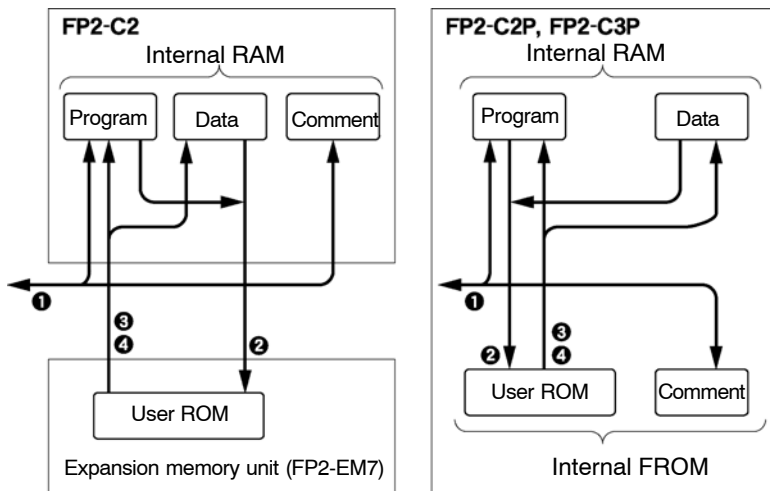 FP2-C2
Internal RAM
Program
Data
Comment
❶
❸
❹
❷
User ROM
Expansion memory unit (FP2-EM7)
FP2-C2P, FP2-C3P
Internal RAM
Program
Data
❶
❸
❷
❹
User ROM
Comment
Internal FROM